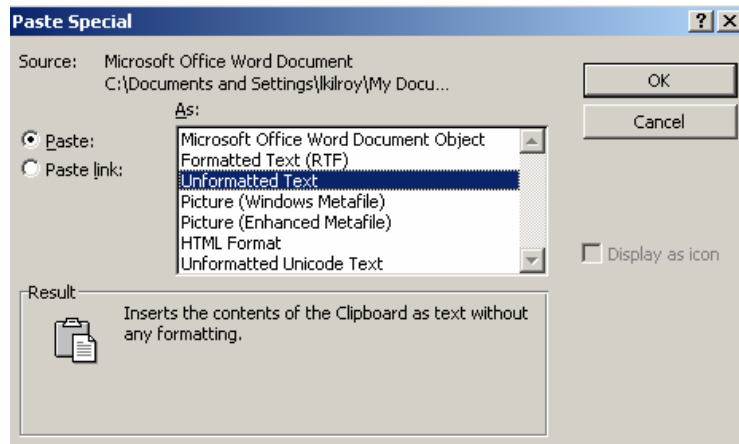 Paste Special
Source: Microsoft Office Word Document
C:\Documents and Settings\lkilroy\My Docu...
As:
Paste:
Paste link:
Microsoft Office Word Document Object
Formatted Text (RTF)
Unformatted Text
Picture (Windows Metafile)
Picture (Enhanced Metafile)
HTML Format
Unformatted Unicode Text
OK
Cancel
Display as icon
Result
Inserts the contents of the Clipboard as text without
any formatting.